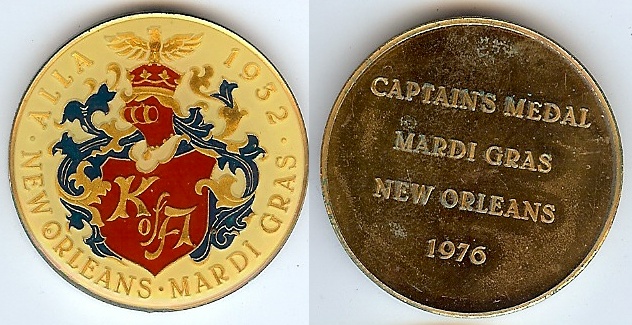 ALLA 1932
NEW ORLEANS · MARDI GRAS ·
K of A
CAPTAIN'S MEDAL
MARDI GRAS
NEW ORLEANS
1976